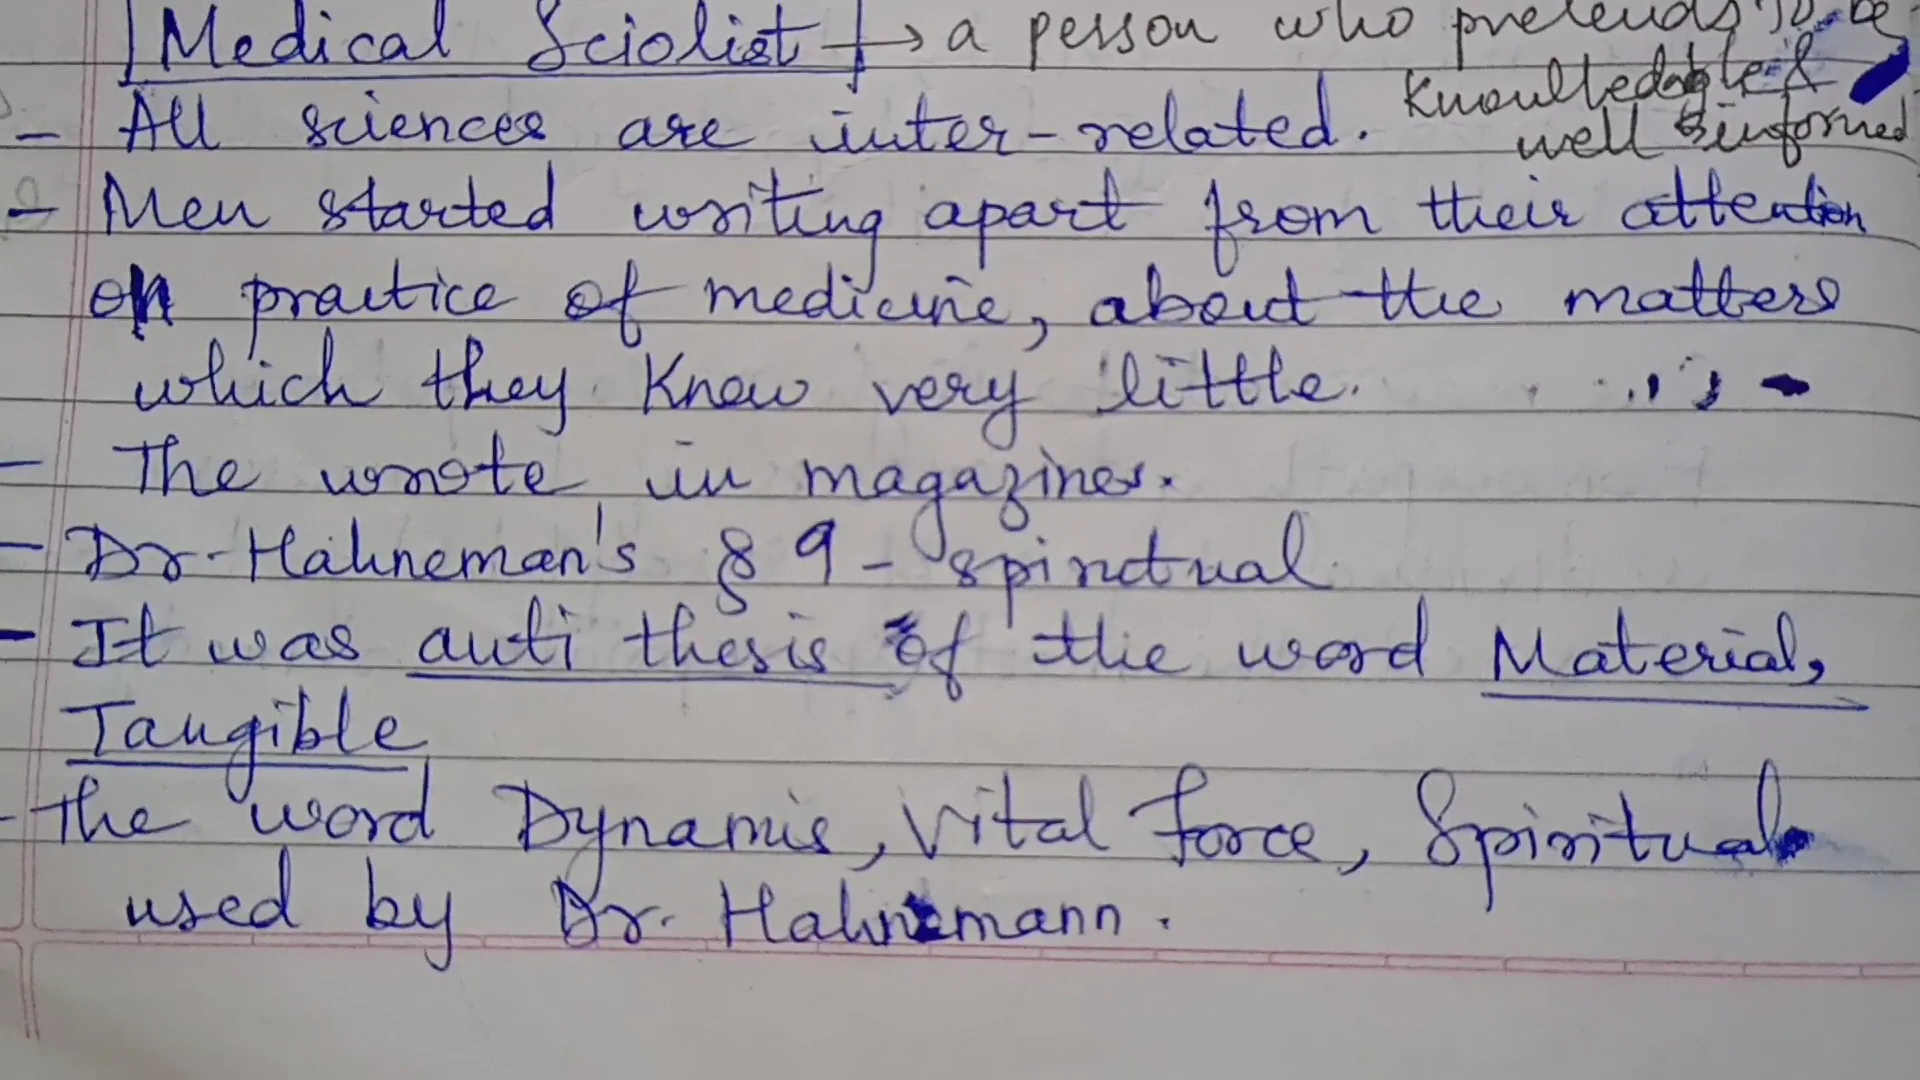 Medical Sciolist → a person who pretends to be
Knowlledable &
well informed
- All sciences are inter-related.
- Men started writing apart from their attention
on practice of medicine, about the matters
which they know very little.
- The wrote in magazines.
- Dr. Hahneman's § 9 - spiritual
- It was anti thesis of the word Material,
Tangible
- The word Dynamis, Vital force, Spiritual
used by Dr. Hahnemann.